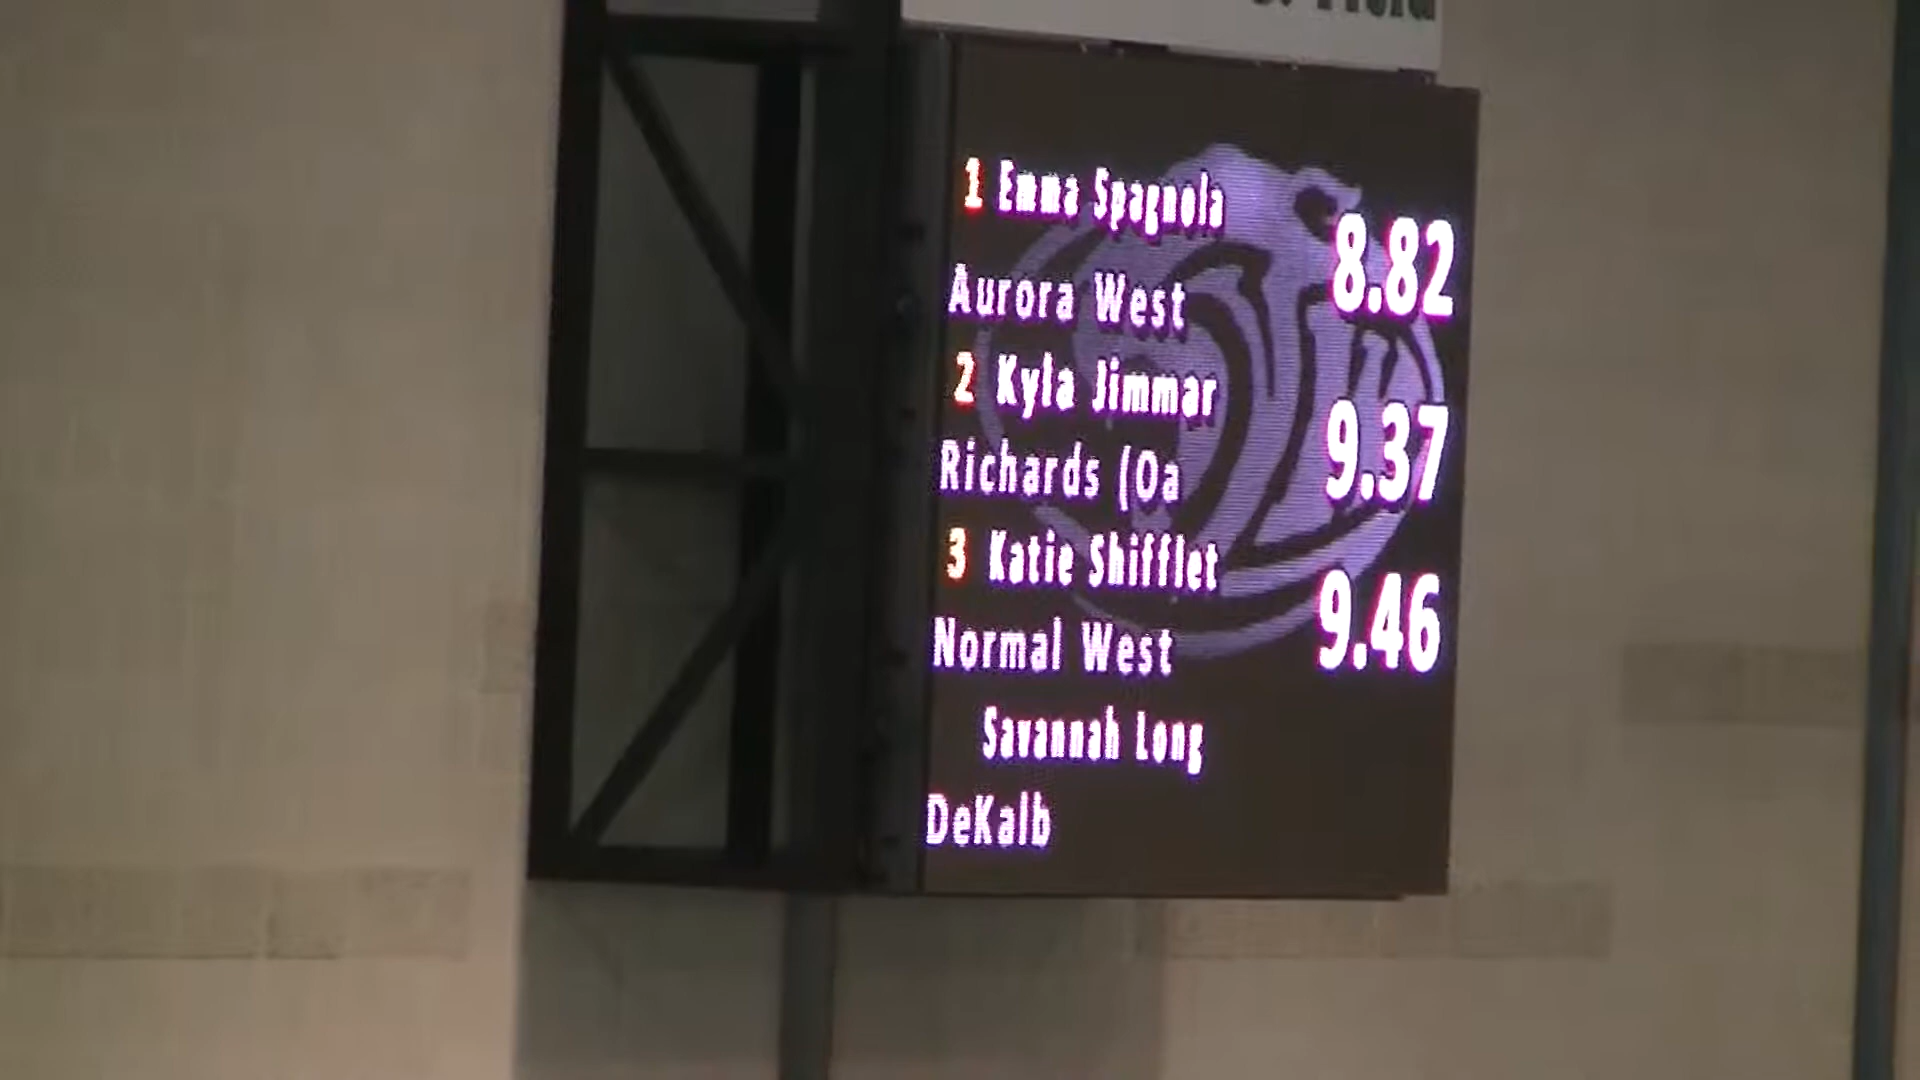 1 Emma Spagnola
8.82
Aurora West
2 Kyla Jimmar
9.37
Richards (Oa
3 Katie Shifflet
9.46
Normal West
Savannah Long
DeKalb